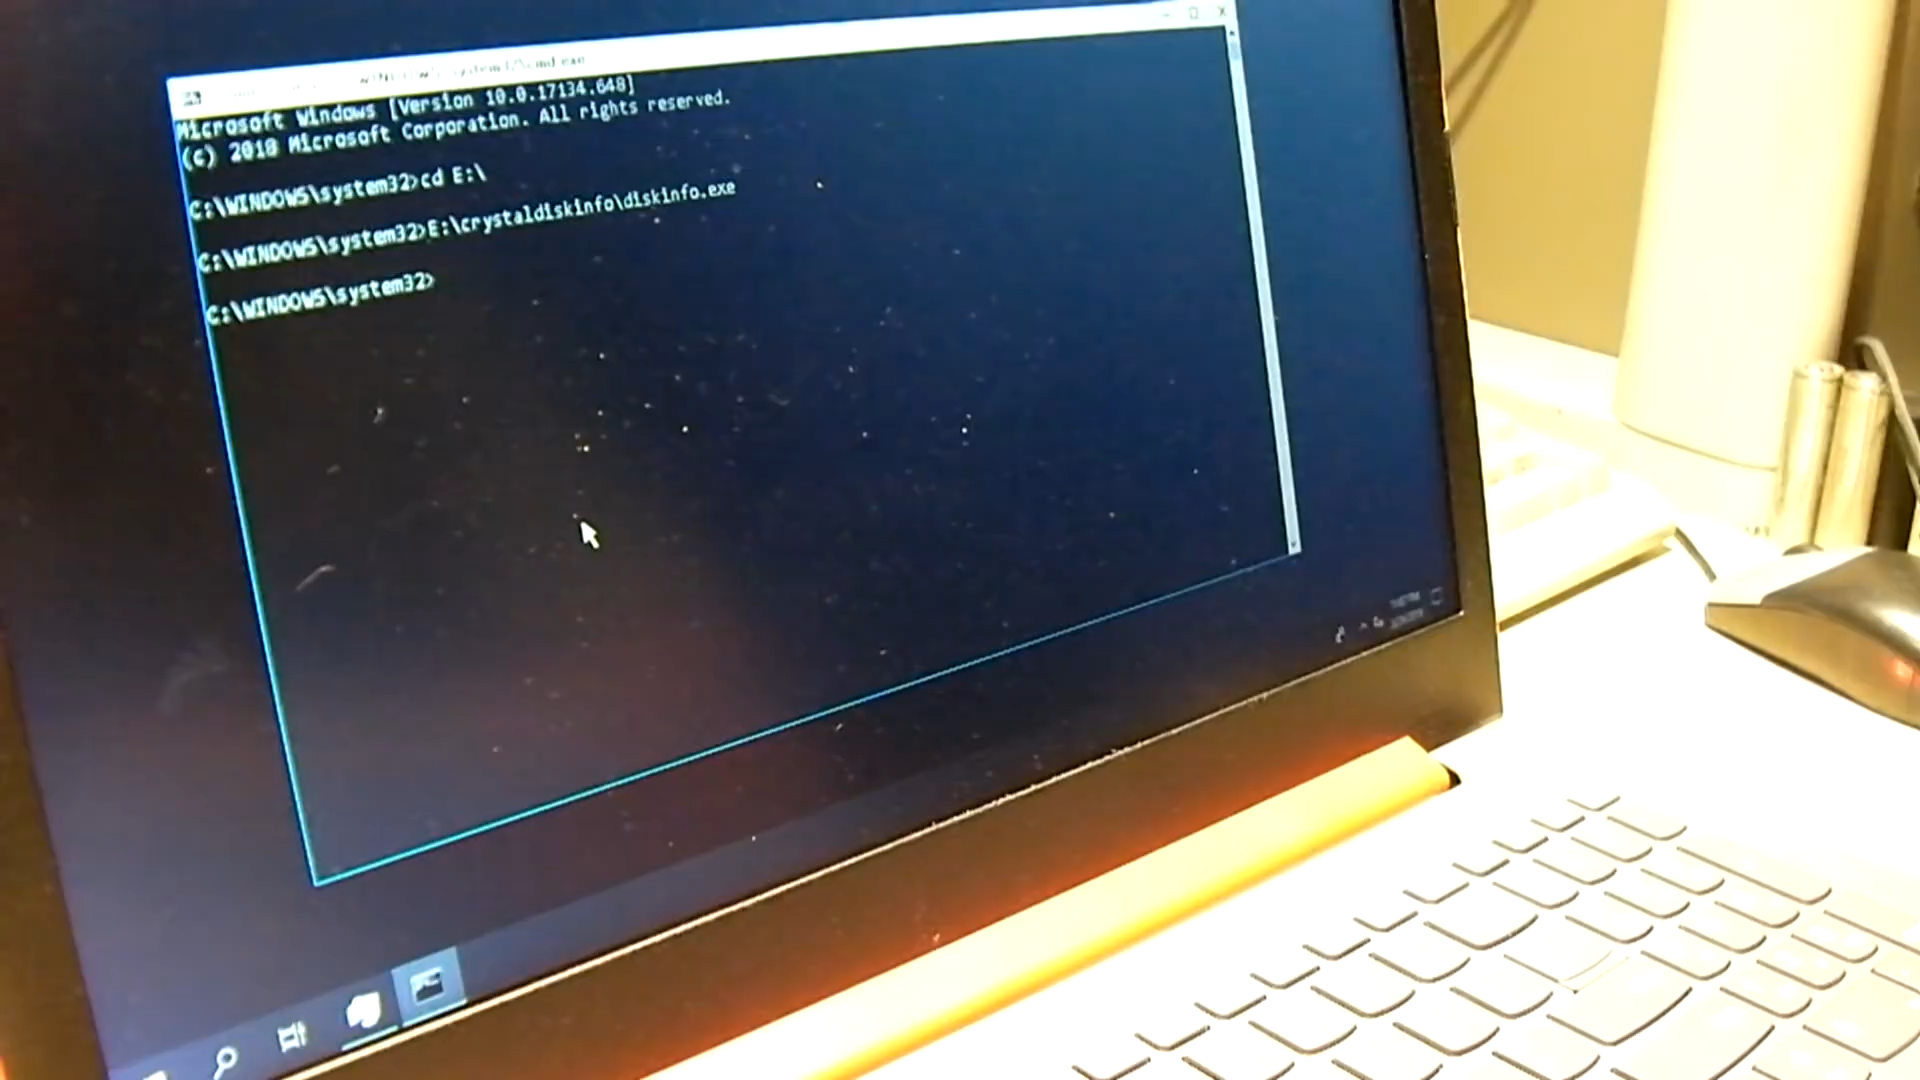 Microsoft Windows [Version 10.0.17134.648]
(c) 2018 Microsoft Corporation. All rights reserved.
C:\WINDOWS\system32>cd E:\
C:\WINDOWS\system32>E:\crystaldiskinfo\diskinfo.exe
C:\WINDOWS\system32>